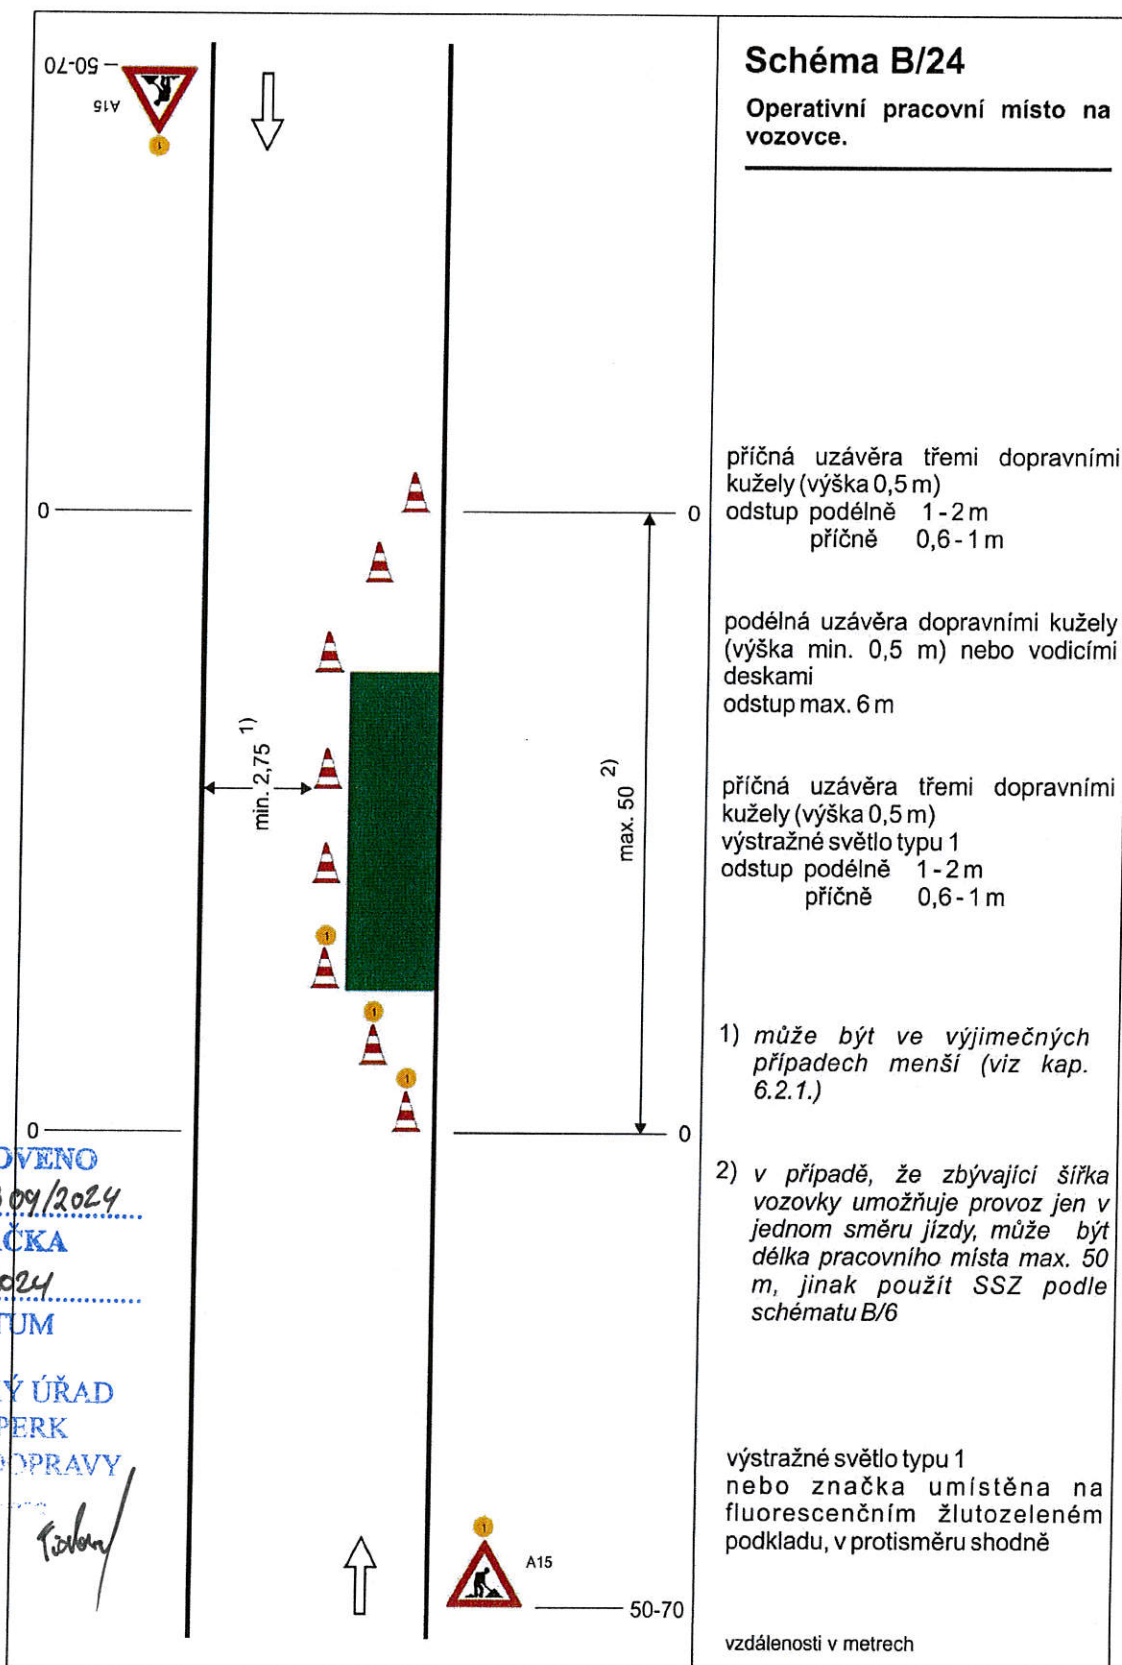 Schéma B/24
Operativní pracovní místo na
vozovce.
50-70
A15
1
příčná uzávěra třemi dopravními
kužely (výška 0,5 m)
odstup podélně 1 - 2 m
příčně 0,6 - 1 m
0
0
podélná uzávěra dopravními kužely
(výška min. 0,5 m) nebo vodicími
deskami
odstup max. 6 m
min. 2,75 1)
max. 50 2)
příčná uzávěra třemi dopravními
kužely (výška 0,5 m)
výstražné světlo typu 1
odstup podélně 1 - 2 m
příčně 0,6 - 1 m
1
1
1
1) může být ve výjimečných
případech menší (viz kap.
6.2.1.)
0
0
2) v případě, že zbývající šířka
vozovky umožňuje provoz jen v
jednom směru jízdy, může být
délka pracovního místa max. 50
m, jinak použít SSZ podle
schématu B/6
OVENO
09/2024
ČKA
024
TUM
Ý ÚŘAD
PERK
DOPRAVY
výstražné světlo typu 1
nebo značka umístěna na
fluorescenčním žlutozeleném
podkladu, v protisměru shodně
1
A15
50-70
vzdálenosti v metrech